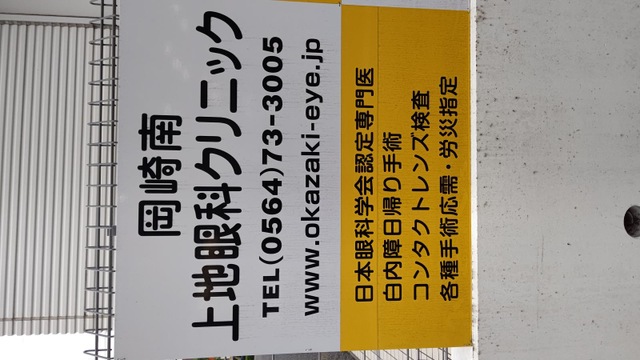 岡崎南
上地眼科クリニック
TEL(0564)73-3005
www.okazaki-eye.jp
日本眼科学会認定専門医
白内障日帰り手術
コンタクトレンズ検査
各種手術応需・労災指定